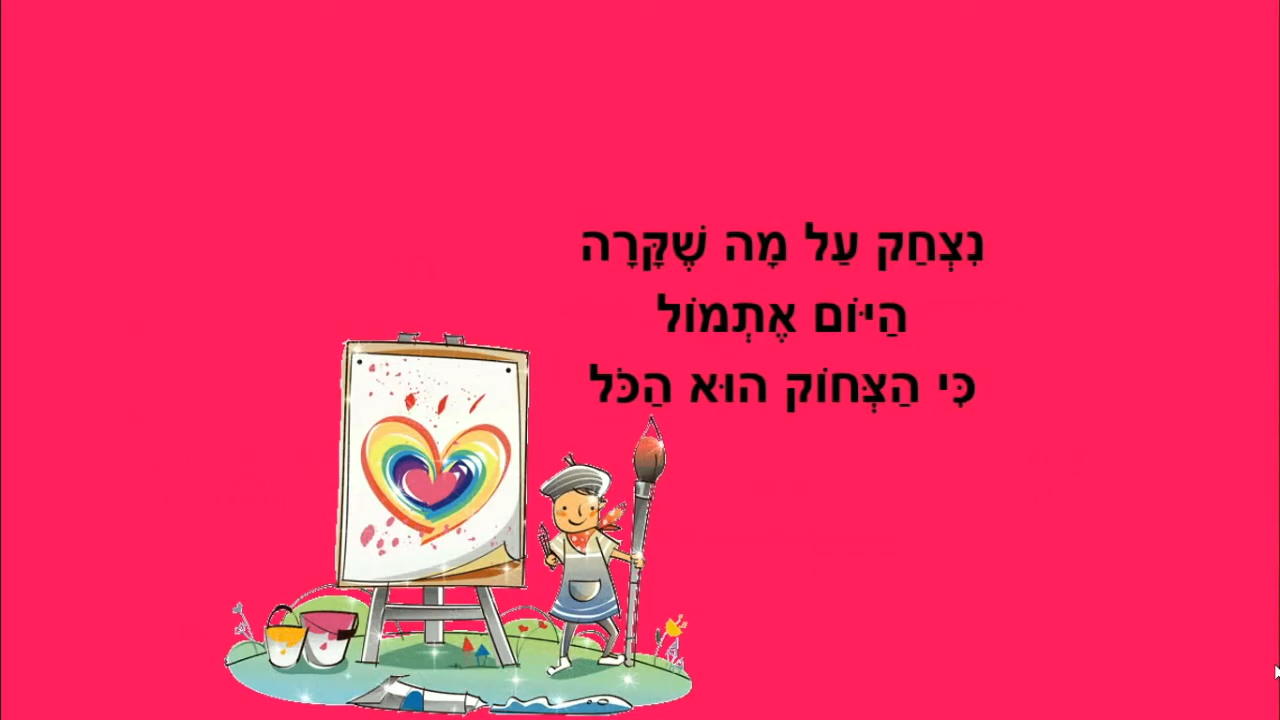 נִצְחַק עַל מָה שֶׁקָּרָה
הַיּוֹם אֶתְמוֹל
כִּי הַצְּחוֹק הוּא הַכֹּל